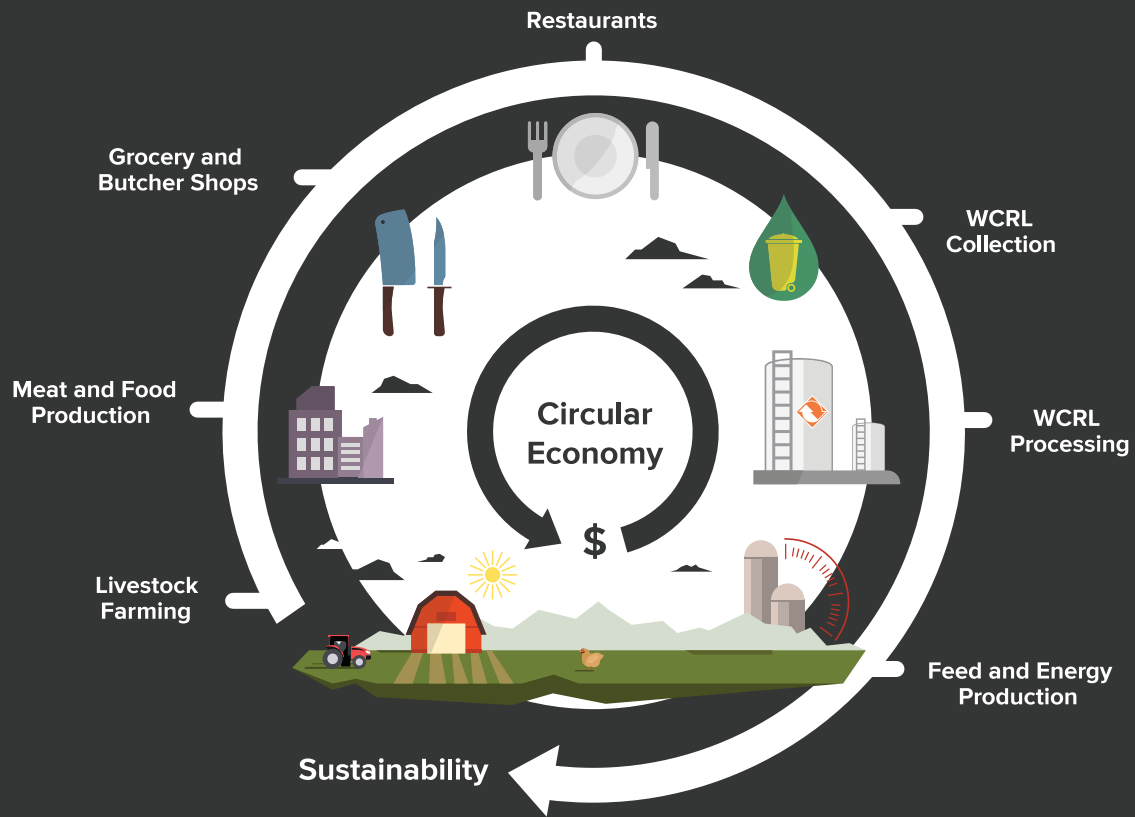 Restaurants
Grocery and
Butcher Shops
WCRL
Collection
Meat and Food
Production
Circular
Economy
$
WCRL
Processing
Livestock
Farming
Feed and Energy
Production
Sustainability